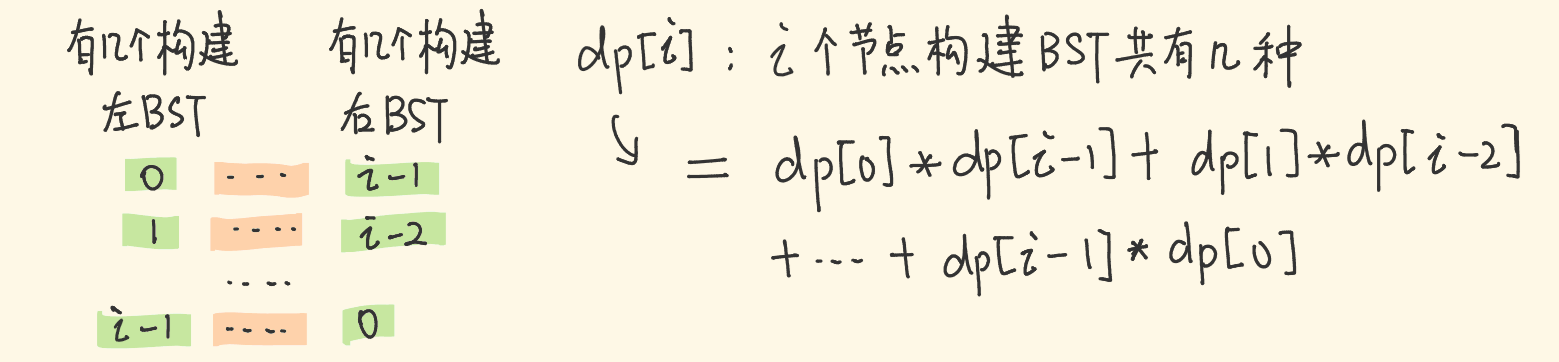 有几个构建
左BST
有几个构建
右BST
0 --- i-1
1 ---- i-2
....
i-1 ---- 0
dp[i]：i个节点构建BST共有几种
= dp[0]*dp[i-1]+ dp[1]*dp[i-2]
+ ... + dp[i-1]* dp[0]